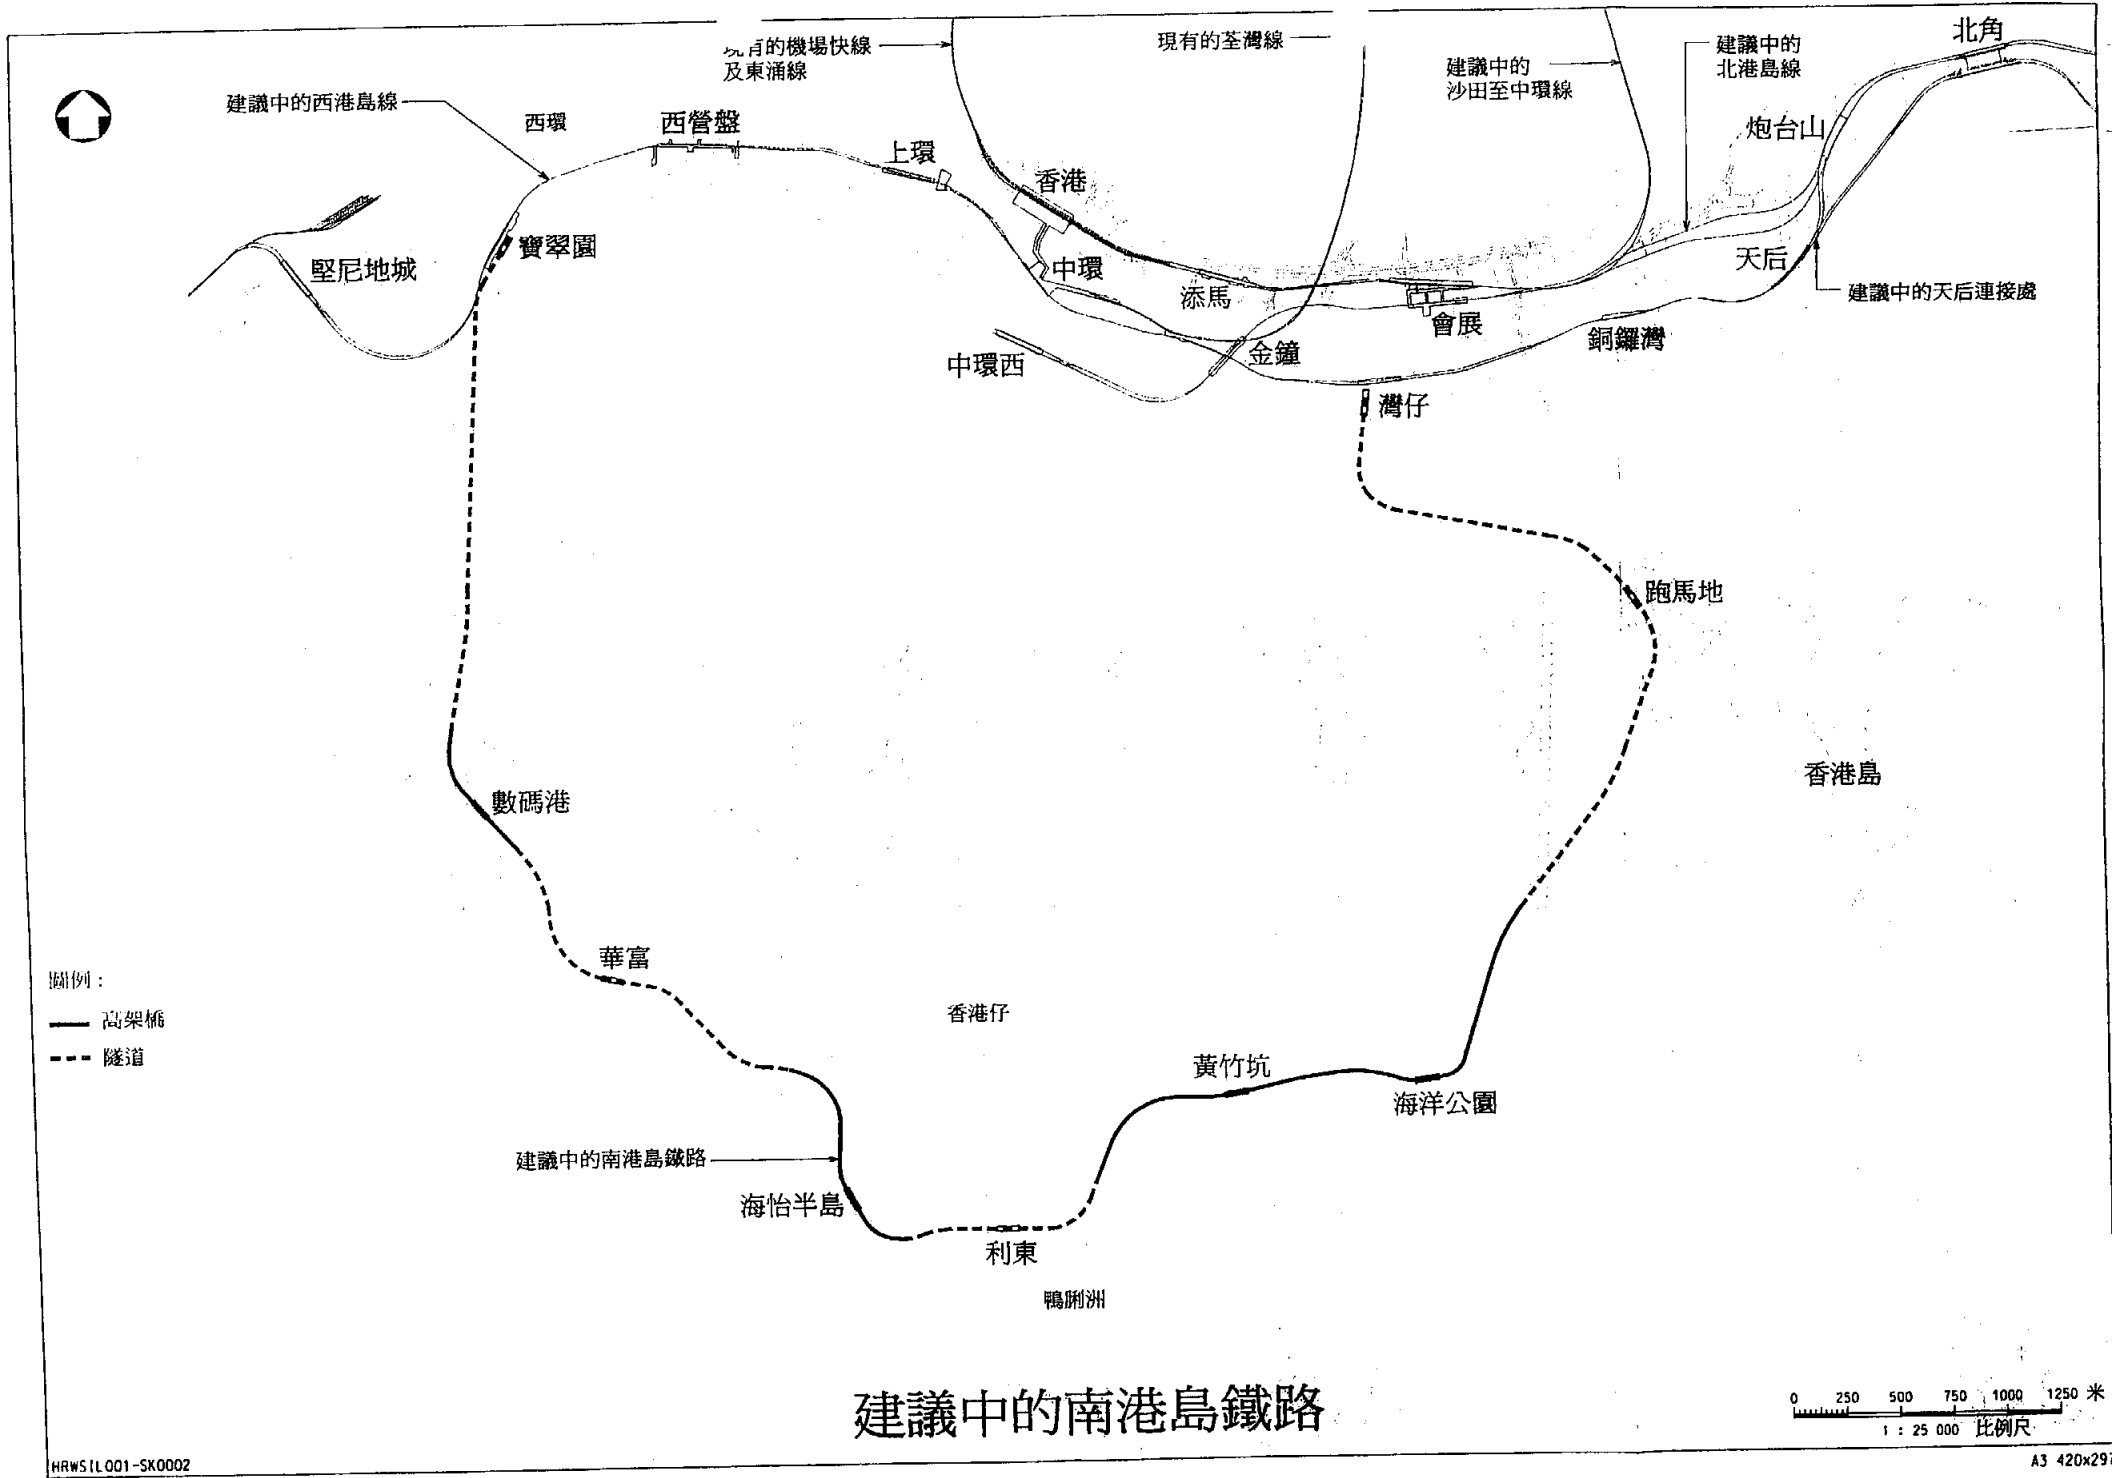 有的機場快線
及東涌線
現有的荃灣線
建議中的
沙田至中環線
建議中的
北港島線
北角
建議中的西港島線
西環
西營盤
上環
香港
炮台山
寶翠園
堅尼地城
中環
添馬
會展
天后
建議中的天后連接處
銅鑼灣
中環西
金鐘
灣仔
跑馬地
香港島
數碼港
華富
圖例:
高架橋
隧道
香港仔
黃竹坑
海洋公園
建議中的南港島鐵路
海怡半島
利東
鴨脷洲
建議中的南港島鐵路
0 250 500 750 1000 1250 米
1 : 25 000 比例尺
HRWSIL001-SK0002
A3 420x297